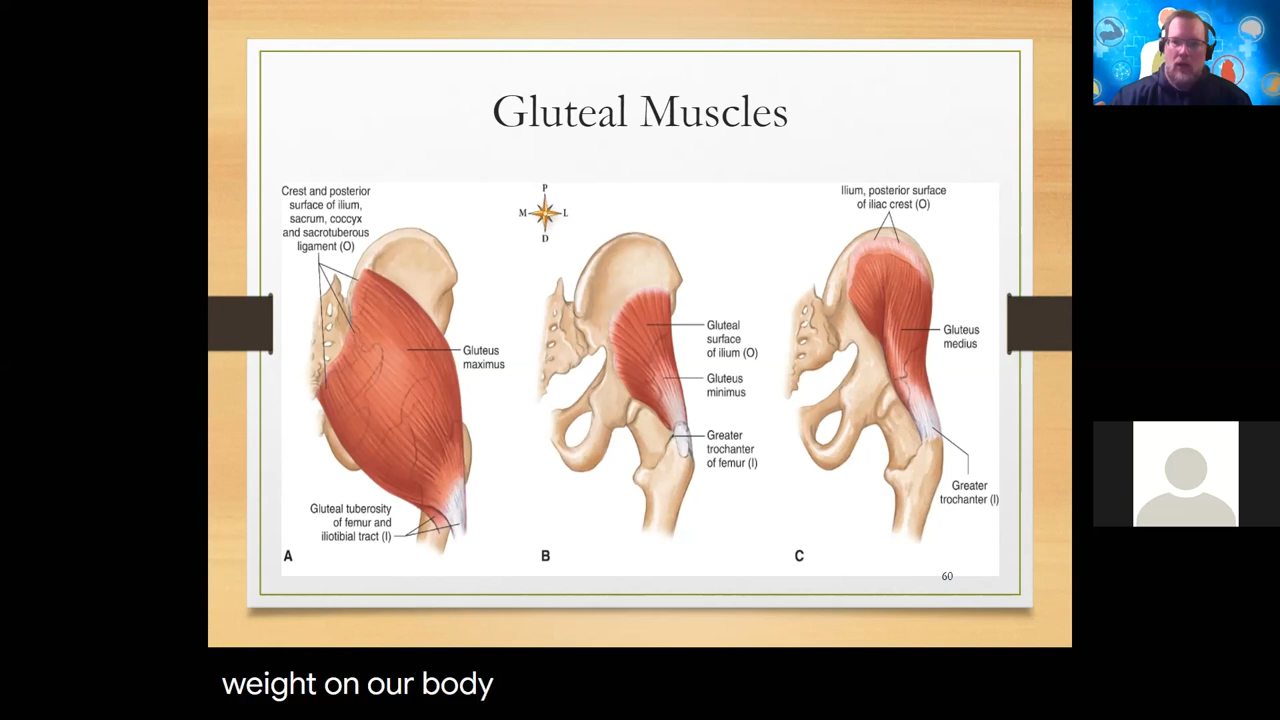 Gluteal Muscles
Crest and posterior
surface of ilium,
sacrum, coccyx
and sacrotuberous
ligament (O)
Gluteus
maximus
Gluteal tuberosity
of femur and
iliotibial tract (I)
A
P
M L
D
Gluteal
surface
of ilium (O)
Gluteus
minimus
Greater
trochanter
of femur (I)
B
Ilium, posterior surface
of iliac crest (O)
Gluteus
medius
Greater
trochanter (I)
C
60
weight on our body